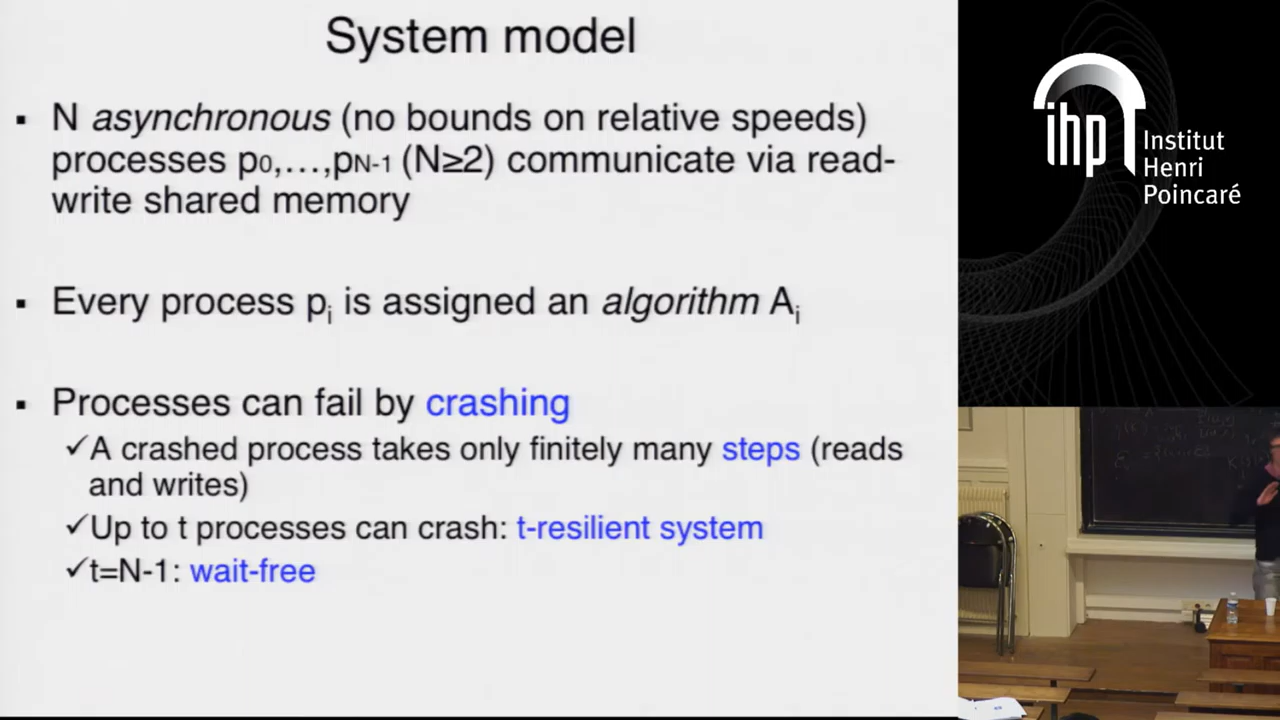 System model
▪ N asynchronous (no bounds on relative speeds)
processes p0,…,pN-1 (N≥2) communicate via read-
write shared memory
▪ Every process pi is assigned an algorithm Ai
▪ Processes can fail by crashing
✓A crashed process takes only finitely many steps (reads
and writes)
✓Up to t processes can crash: t-resilient system
✓t=N-1: wait-free
ihp
Institut
Henri
Poincaré